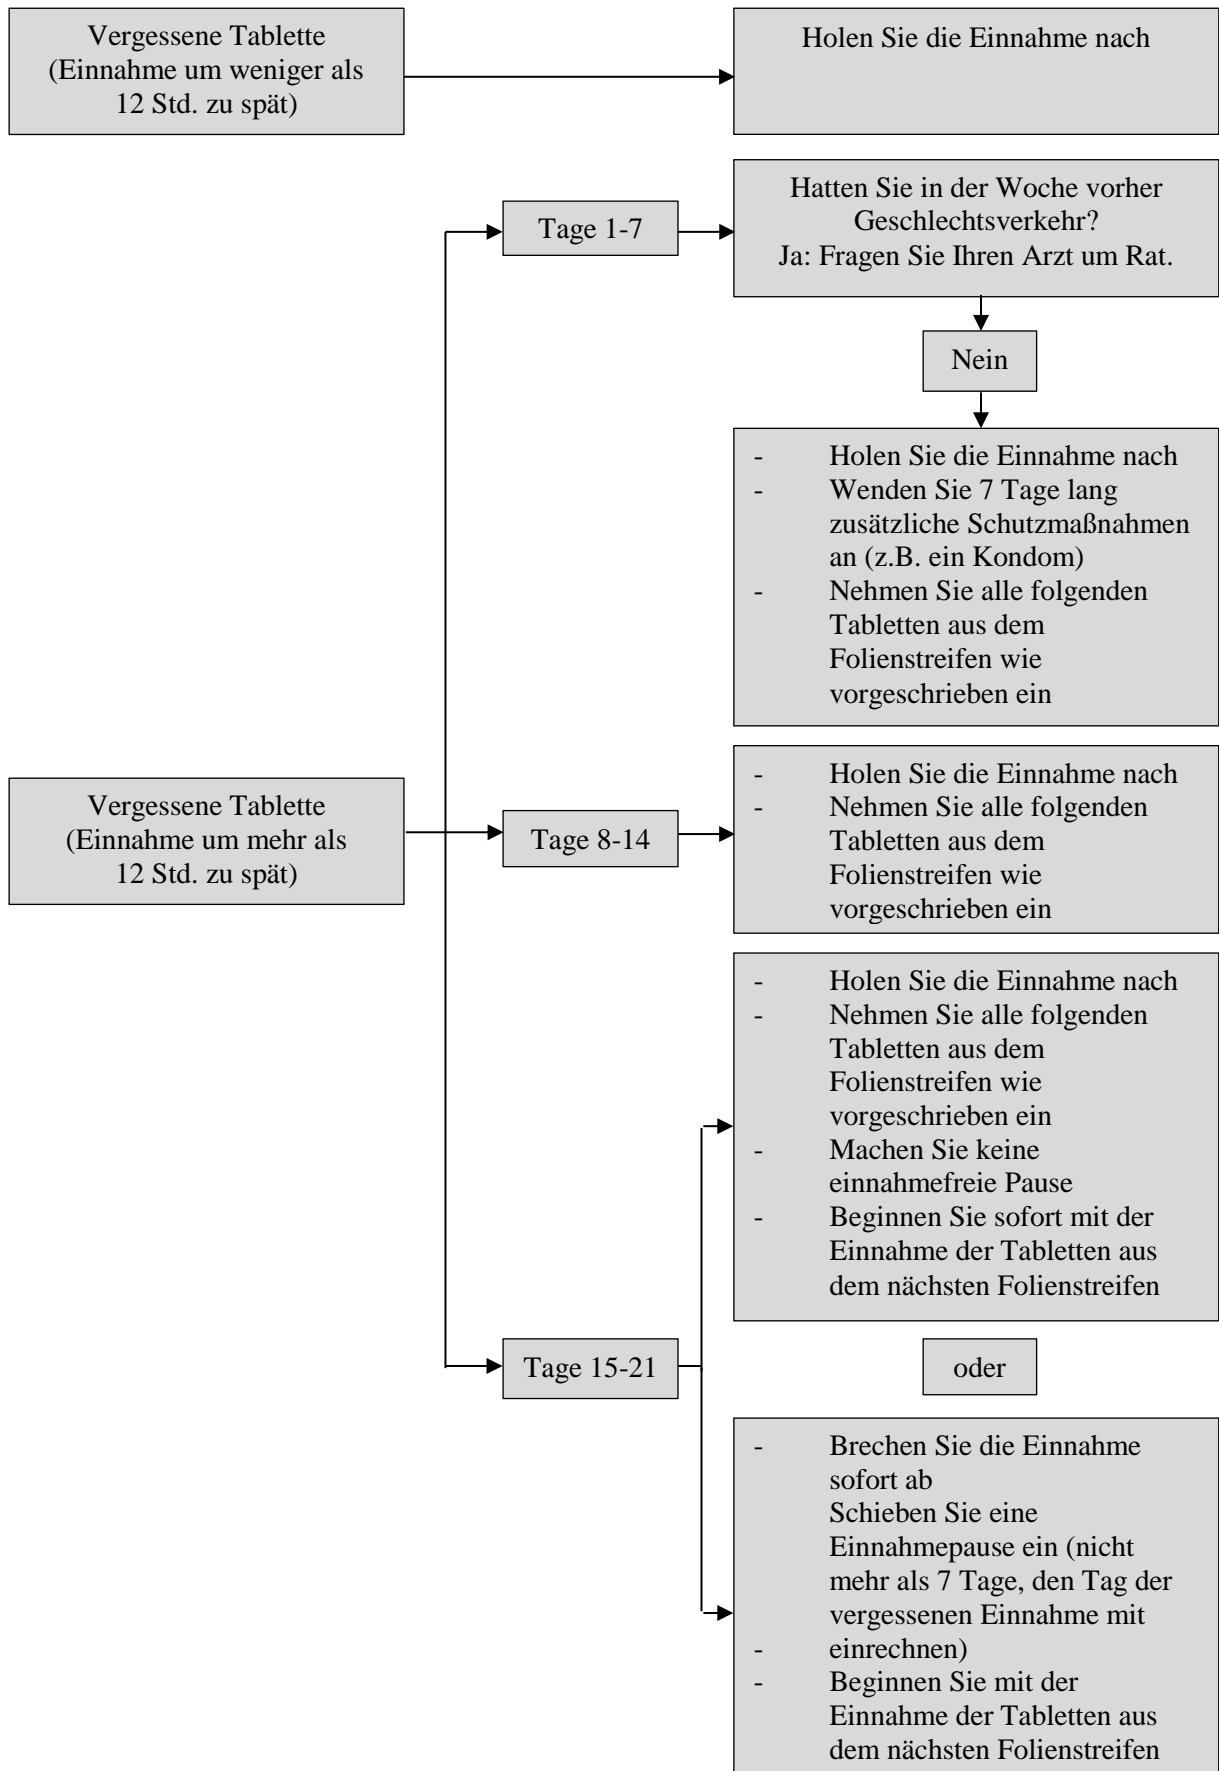 Vergessene Tablette
(Einnahme um weniger als
12 Std. zu spät)
Holen Sie die Einnahme nach
Tage 1-7
Hatten Sie in der Woche vorher
Geschlechtsverkehr?
Ja: Fragen Sie Ihren Arzt um Rat.
Nein
- Holen Sie die Einnahme nach
- Wenden Sie 7 Tage lang
zusätzliche Schutzmaßnahmen
an (z.B. ein Kondom)
- Nehmen Sie alle folgenden
Tabletten aus dem
Folienstreifen wie
vorgeschrieben ein
Vergessene Tablette
(Einnahme um mehr als
12 Std. zu spät)
Tage 8-14
- Holen Sie die Einnahme nach
- Nehmen Sie alle folgenden
Tabletten aus dem
Folienstreifen wie
vorgeschrieben ein
Tage 15-21
- Holen Sie die Einnahme nach
- Nehmen Sie alle folgenden
Tabletten aus dem
Folienstreifen wie
vorgeschrieben ein
- Machen Sie keine
einnahmefreie Pause
- Beginnen Sie sofort mit der
Einnahme der Tabletten aus
dem nächsten Folienstreifen
oder
- Brechen Sie die Einnahme
sofort ab
Schieben Sie eine
Einnahmepause ein (nicht
mehr als 7 Tage, den Tag der
vergessenen Einnahme mit
- einrechnen)
- Beginnen Sie mit der
Einnahme der Tabletten aus
dem nächsten Folienstreifen